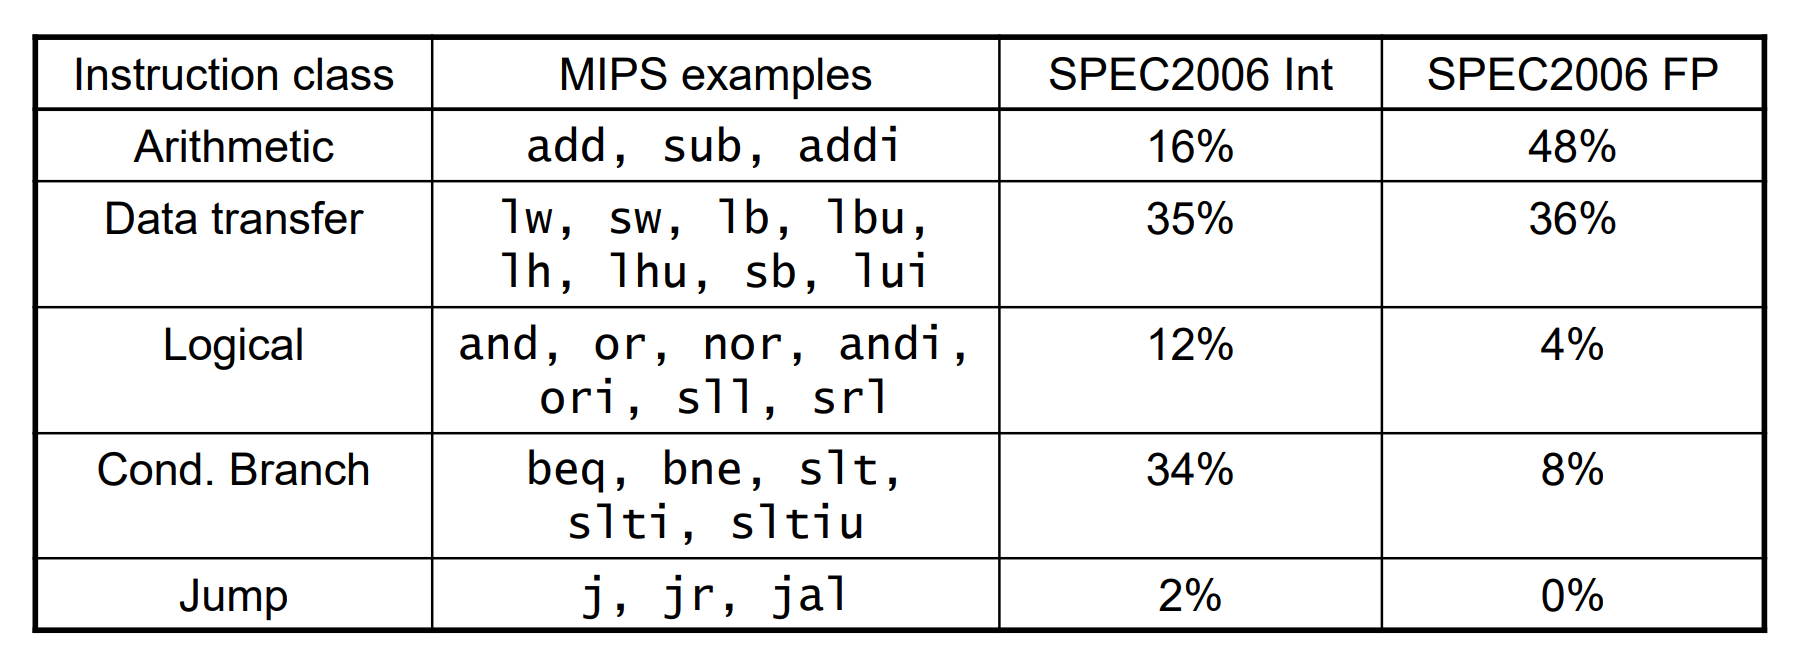 Instruction class MIPS examples SPEC2006 Int SPEC2006 FP
Arithmetic add, sub, addi 16% 48%
Data transfer lw, sw, lb, lbu, 35% 36%
lh, lhu, sb, lui
Logical and, or, nor, andi, 12% 4%
ori, sll, srl
Cond. Branch beq, bne, slt, 34% 8%
slti, sltiu
Jump j, jr, jal 2% 0%